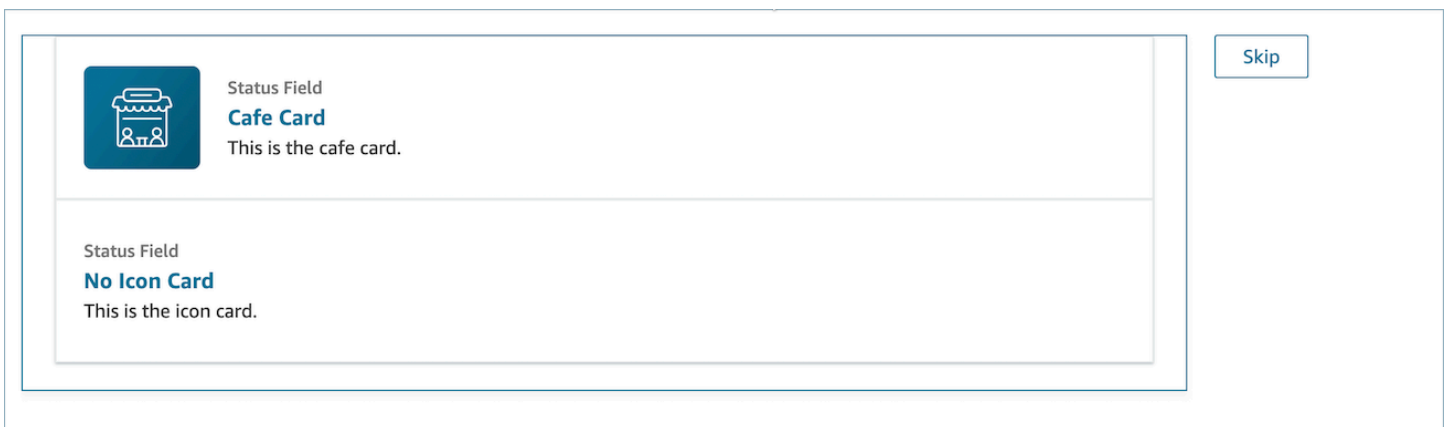 Status Field
Cafe Card
This is the cafe card.
Skip
Status Field
No Icon Card
This is the icon card.